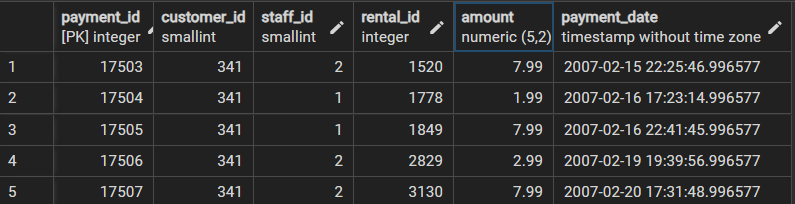 payment_id customer_id staff_id rental_id amount payment_date
[PK] integer smallint smallint integer numeric (5,2) timestamp without time zone
1 17503 341 2 1520 7.99 2007-02-15 22:25:46.996577
2 17504 341 1 1778 1.99 2007-02-16 17:23:14.996577
3 17505 341 1 1849 7.99 2007-02-16 22:41:45.996577
4 17506 341 2 2829 2.99 2007-02-19 19:39:56.996577
5 17507 341 2 3130 7.99 2007-02-20 17:31:48.996577